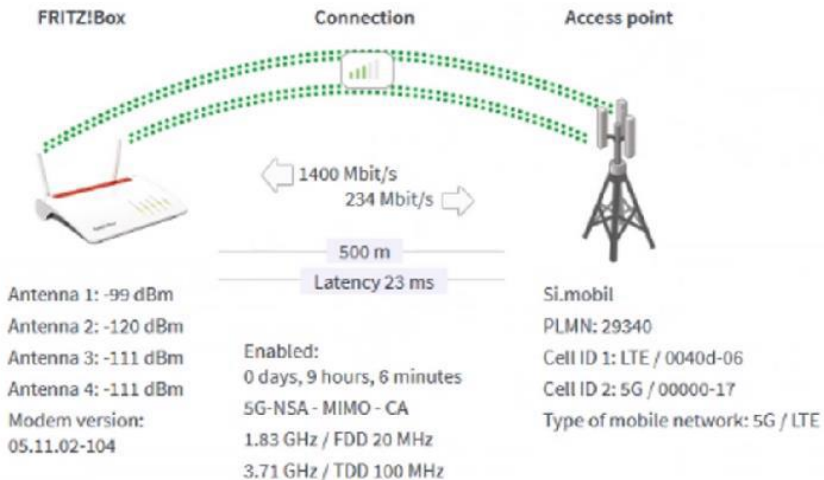 FRITZ!Box
Connection
Access point
1400 Mbit/s
234 Mbit/s
500 m
Latency 23 ms
Antenna 1: -99 dBm
Antenna 2: -120 dBm
Antenna 3: -111 dBm
Antenna 4: -111 dBm
Modem version:
05.11.02-104
Enabled:
0 days, 9 hours, 6 minutes
5G-NSA - MIMO - CA
1.83 GHz / FDD 20 MHz
3.71 GHz / TDD 100 MHz
Si.mobil
PLMN: 29340
Cell ID 1: LTE / 0040d-06
Cell ID 2: 5G / 00000-17
Type of mobile network: 5G / LTE